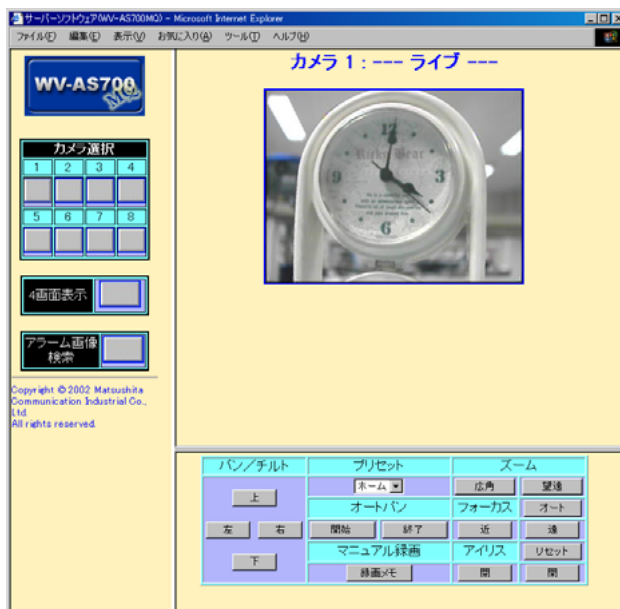 サーバーソフトウェア(WV-AS700MQ) - Microsoft Internet Explorer
ファイル(F) 編集(E) 表示(V) お気に入り(A) ツール(T) ヘルプ(H)
WV-AS700
MQ
カメラ選択
1 2 3 4
5 6 7 8
4画面表示
アラーム画像
検索
Copyright ©2002 Matsushita
Communication Industrial Co.,
Ltd.
All rights reserved.
カメラ 1 : --- ライブ ---
12
Ricky Bear
9
3
6
パン/チルト プリセット ズーム
ホーム 広角 望遠
上 オートパン フォーカス オート
左 右 開始 終了 近 遠
マニュアル録画 アイリス リセット
下 録画メモ 開 閉